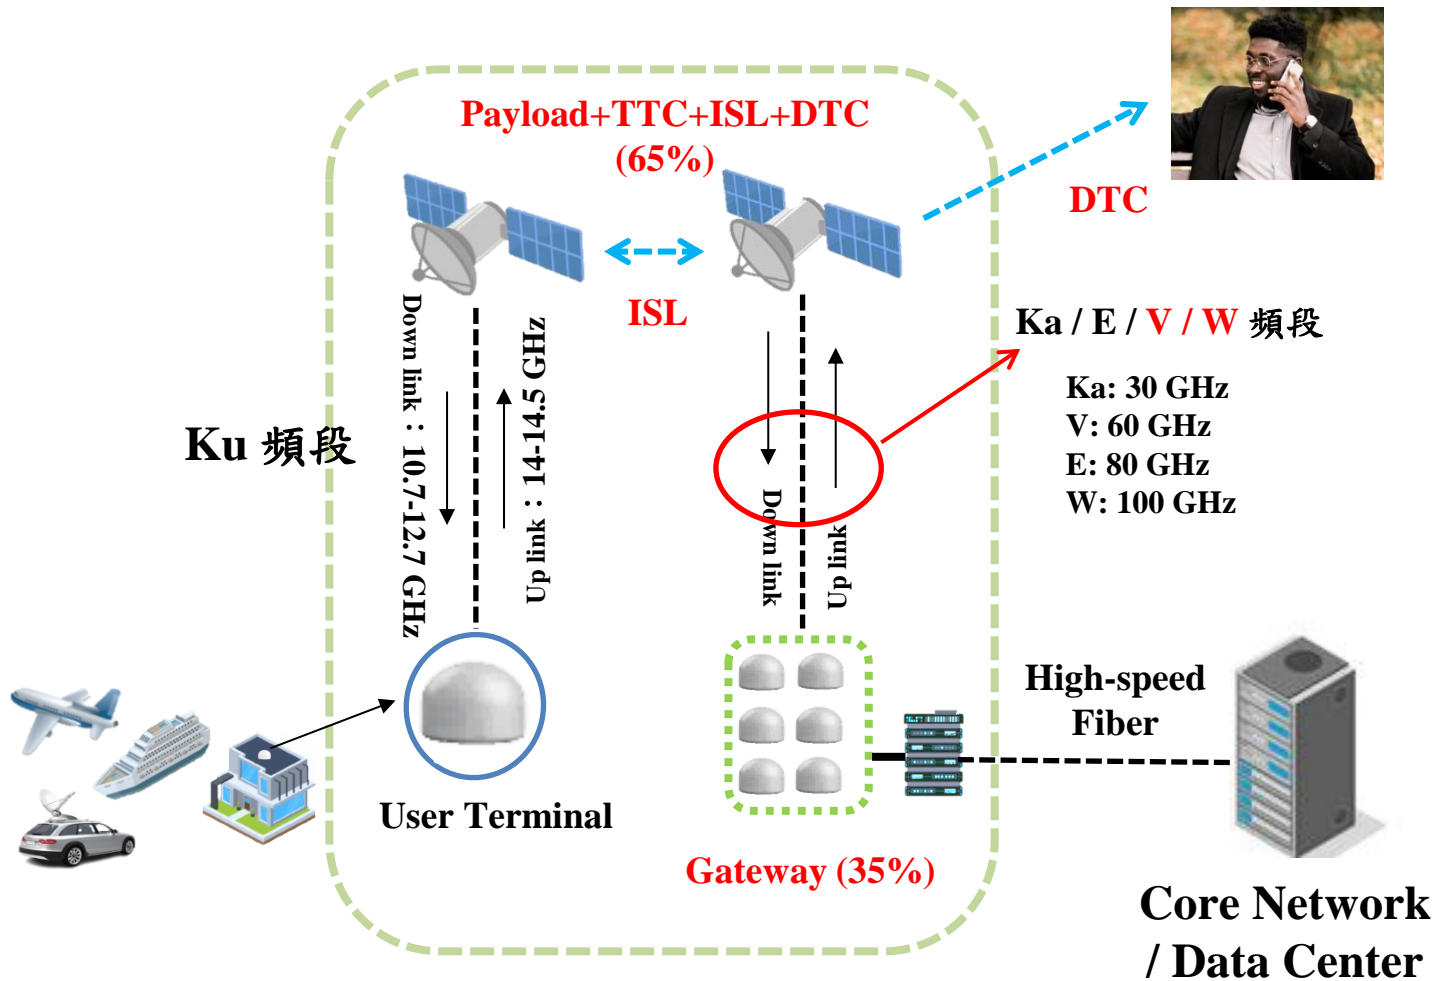 Payload+TTC+ISL+DTC
(65%)
DTC
ISL
Ka / E / V / W 頻段
Ka: 30 GHz
V: 60 GHz
E: 80 GHz
W: 100 GHz
Ku 頻段
Down link：10.7-12.7 GHz
Up link：14-14.5 GHz
Down link
Up link
High-speed
Fiber
User Terminal
Gateway (35%)
Core Network
/ Data Center